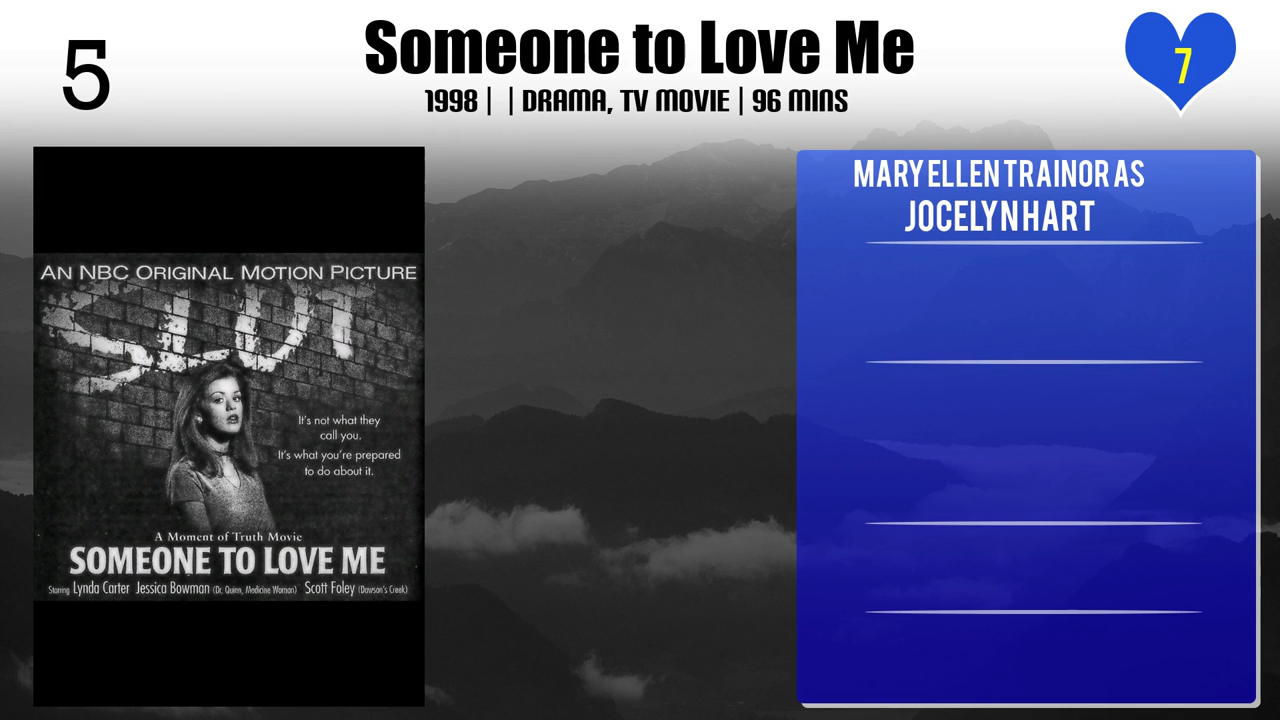 5
Someone to Love Me
7
1998 | | DRAMA, TV MOVIE | 96 MINS
AN NBC ORIGINAL MOTION PICTURE
SLUT
It's not what they
call you.
It's what you're prepared
to do about it.
A Moment of Truth Movie
SOMEONE TO LOVE ME
Starring Lynda Carter Jessica Bowman (Dr. Quinn, Medicine Woman) Scott Foley (Dawson's Creek)
MARY ELLEN TRAINOR AS
JOCELYN HART